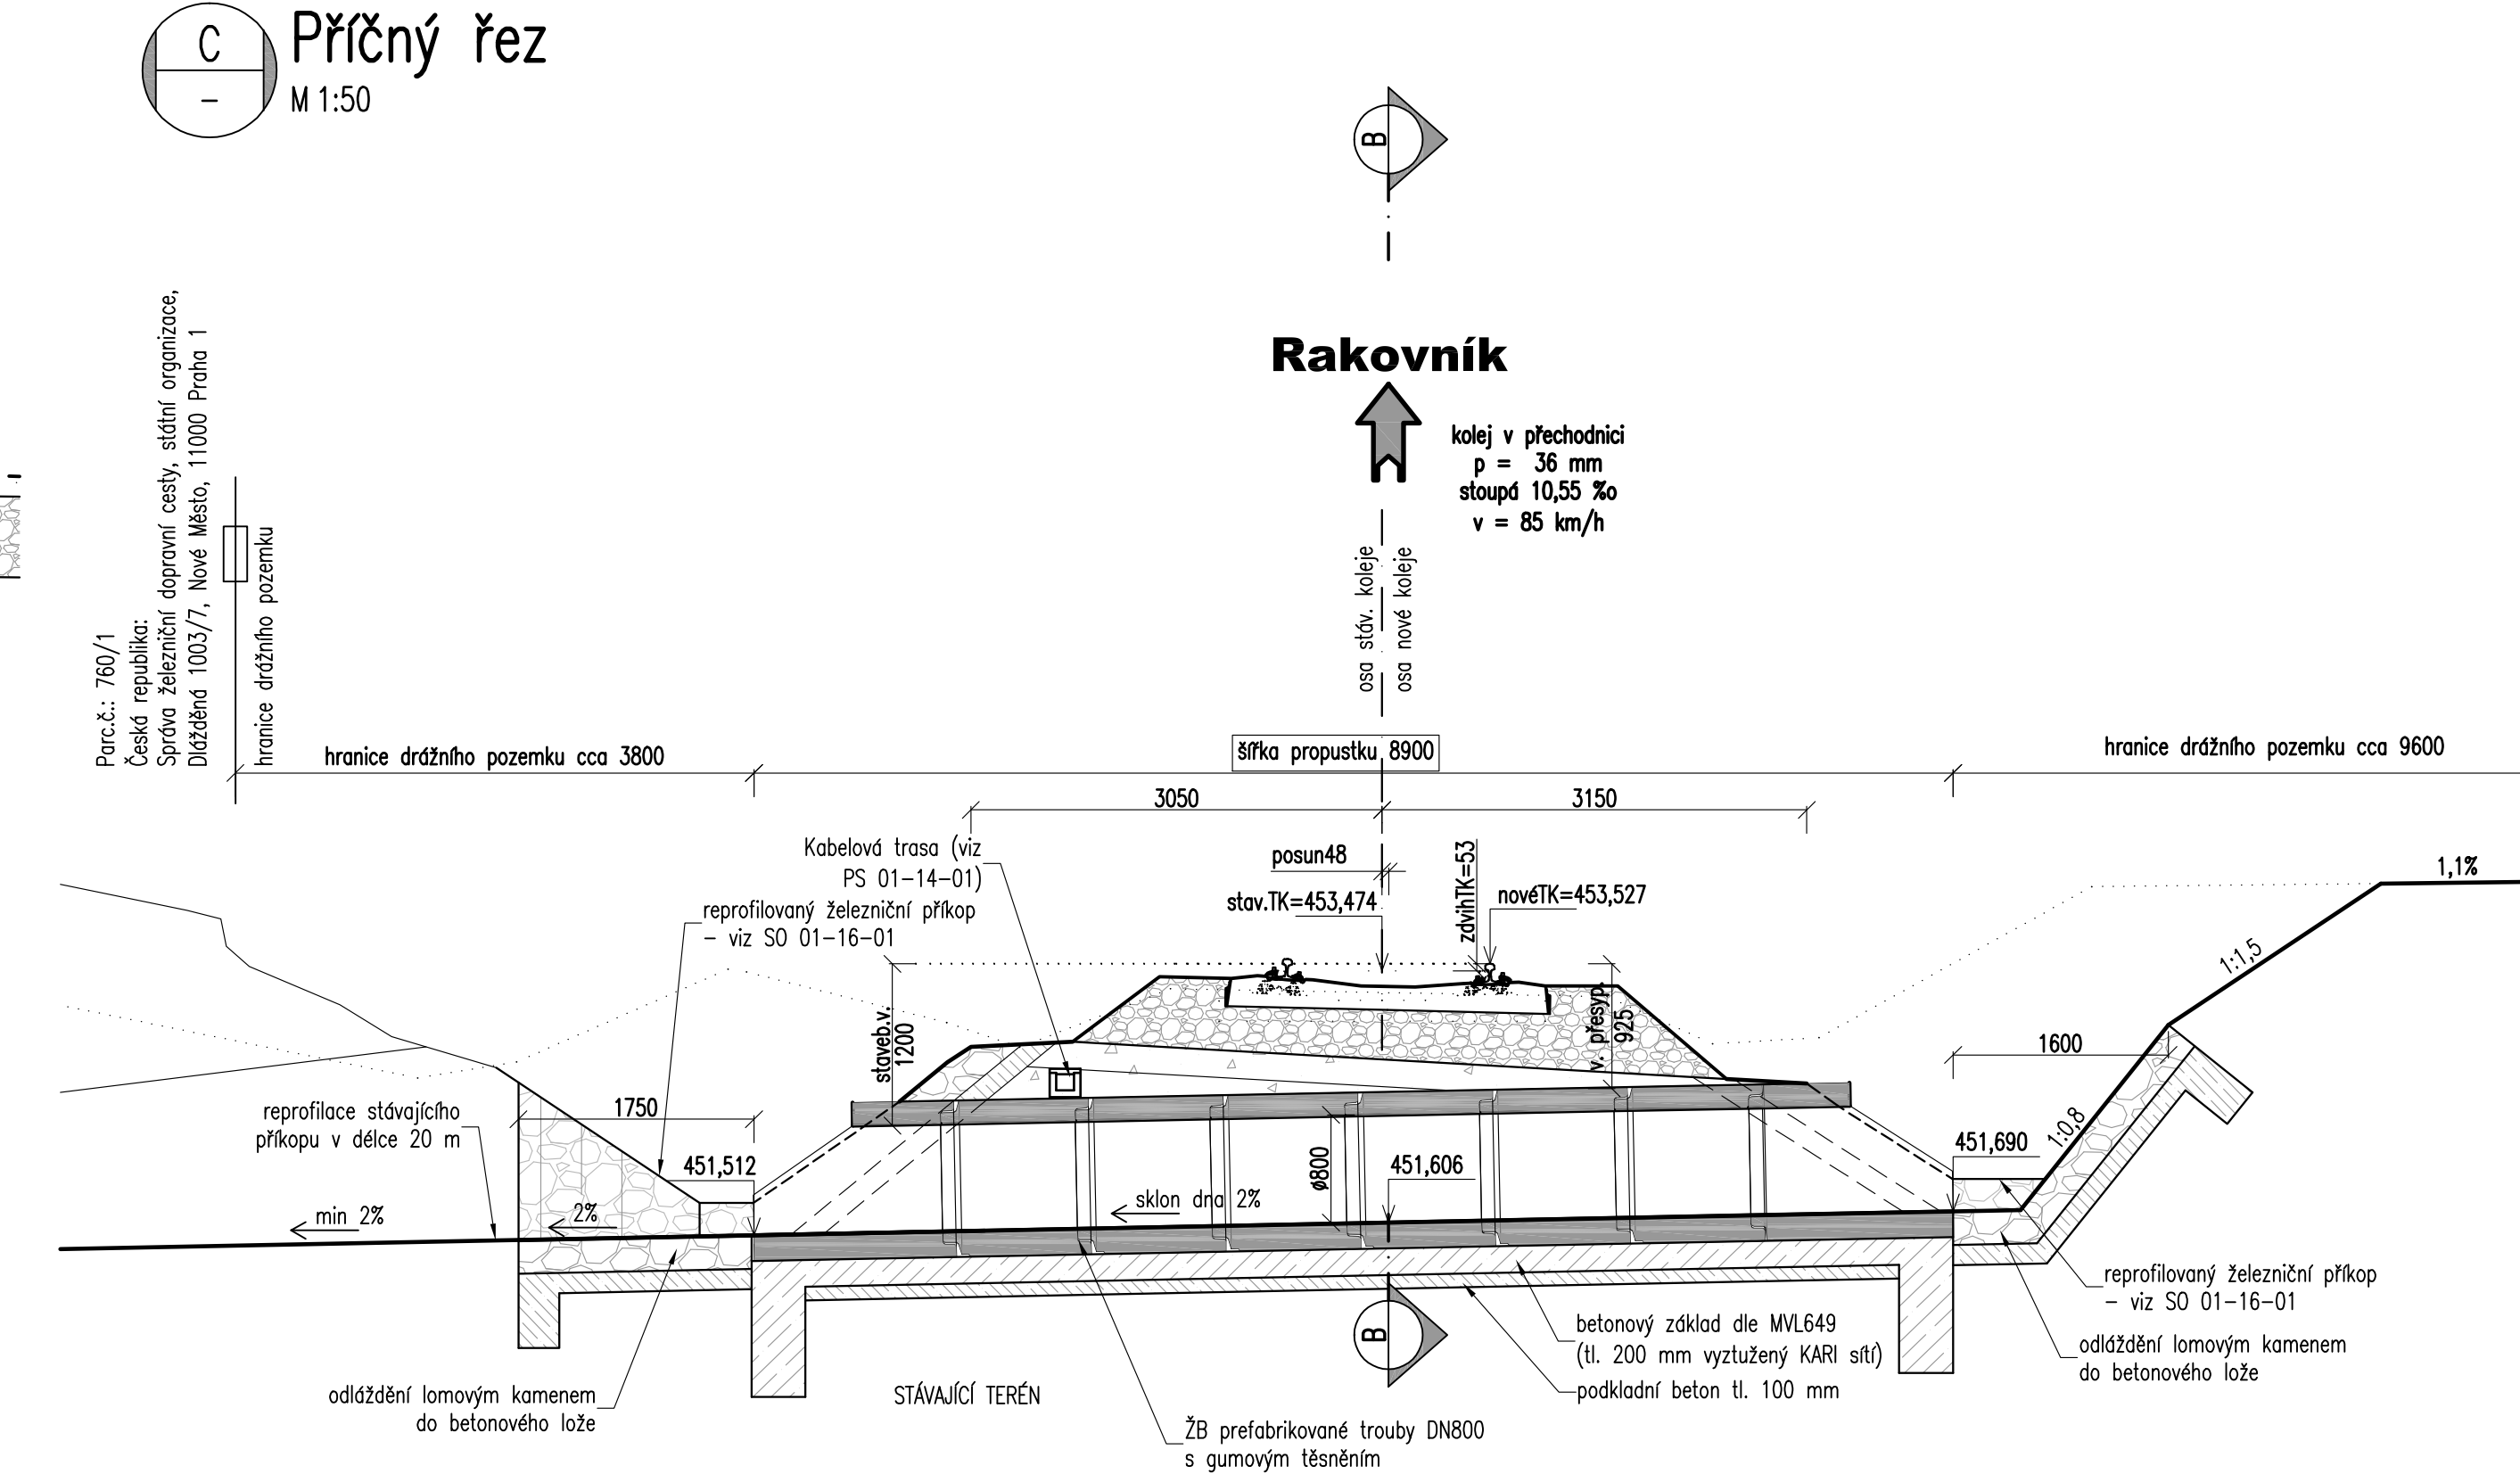 C
–
Příčný řez
M 1:50
B
Rakovník
kolej v přechodnici
p = 36 mm
stoupá 10,55 %o
v = 85 km/h
osa stáv. koleje
osa nové koleje
Parc.č.: 760/1
Česká republika:
Správa železniční dopravní cesty, státní organizace,
Dlážděná 1003/7, Nové Město, 11000 Praha 1
hranice drážního pozemku
hranice drážního pozemku cca 3800
šířka propustku 8900
hranice drážního pozemku cca 9600
3050
3150
Kabelová trasa (viz
PS 01-14-01)
reprofilovaný železniční příkop
- viz SO 01-16-01
posun48
stav.TK=453,474
zdvihTK=53
novéTK=453,527
1,1%
1:1,5
staveb.v.
1200
v. přesyp.
925
1600
1:0,8
reprofilace stávajícího
příkopu v délce 20 m
1750
451,512
ø800
451,606
451,690
min 2%
2%
sklon dna 2%
reprofilovaný železniční příkop
- viz SO 01-16-01
betonový základ dle MVL649
(tl. 200 mm vyztužený KARI sítí)
podkladní beton tl. 100 mm
odláždění lomovým kamenem
do betonového lože
B
odláždění lomovým kamenem
do betonového lože
STÁVAJÍCÍ TERÉN
ŽB prefabrikované trouby DN800
s gumovým těsněním